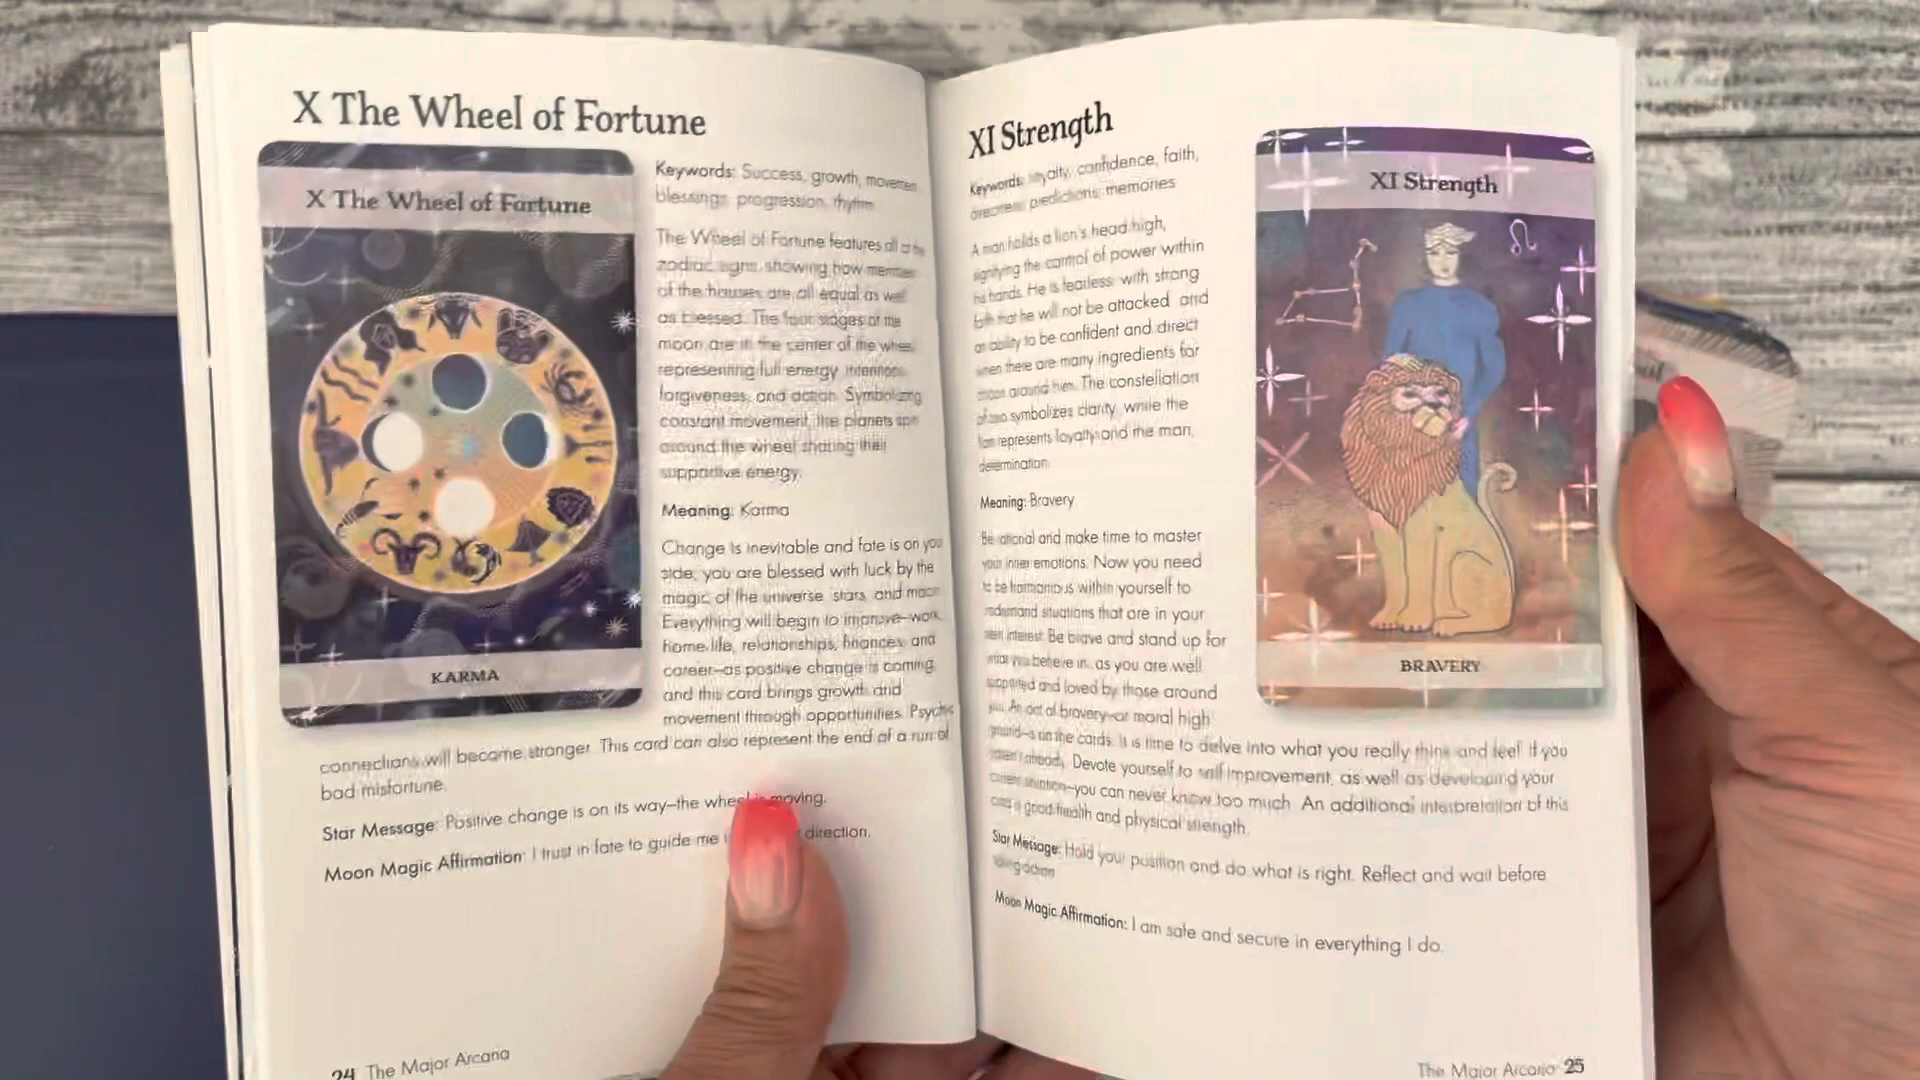 X The Wheel of Fortune
X The Wheel of Fortune
KARMA
Keywords: Success, growth, movement
blessings, progression, rhythm
The Wheel of Fortune features all of the
zodiac signs, showing how
of the houses are all equal as well
as blessed. The four stages of the
moon are in the center of the wheel
representing full energy, intentions,
forgiveness, and action. Symbolizing
constant movement, the planets spin
around the wheel sharing their
supportive energy.
Meaning: Karma
Change is inevitable and fate is on your
side; you are blessed with luck by the
magic of the universe, stars, and moon.
Everything will begin to improve—work,
home life, relationships, finances, and
career—as positive change is coming,
and this card brings growth and
movement through opportunities. Psychic
connections will become stronger. This card can also represent the end of a run of
bad misfortune.
Star Message: Positive change is on its way—the wheel is moving.
Moon Magic Affirmation: I trust in fate to guide me direction.
24 The Major Arcana
XI Strength
XI Strength
BRAVERY
Keywords: Loyalty, confidence, faith,
predictions, memories
A man holds a lion's head high,
signifying the control of power within
his hands. He is fearless with strong
faith that he will not be attacked and
an ability to be confident and direct
when there are many ingredients for
around him. The constellation
of Leo symbolizes clarity, while the
lion represents loyalty and the man,
determination.
Meaning: Bravery
Be rational and make time to master
your inner emotions. Now you need
to be harmonious within yourself to
situations that are in your
interest. Be brave and stand up for
what you believe in, as you are well
supported and loved by those around
you. An act of bravery—or moral high
ground—is on the cards. It is time to delve into what you really think and feel if you
already. Devote yourself to self improvement, as well as developing your
current situation—you can never know too much. An additional interpretation of this
card is good health and physical strength.
Star Message: Hold your position and do what is right. Reflect and wait before
taking action.
Moon Magic Affirmation: I am safe and secure in everything I do.
The Major Arcana 25